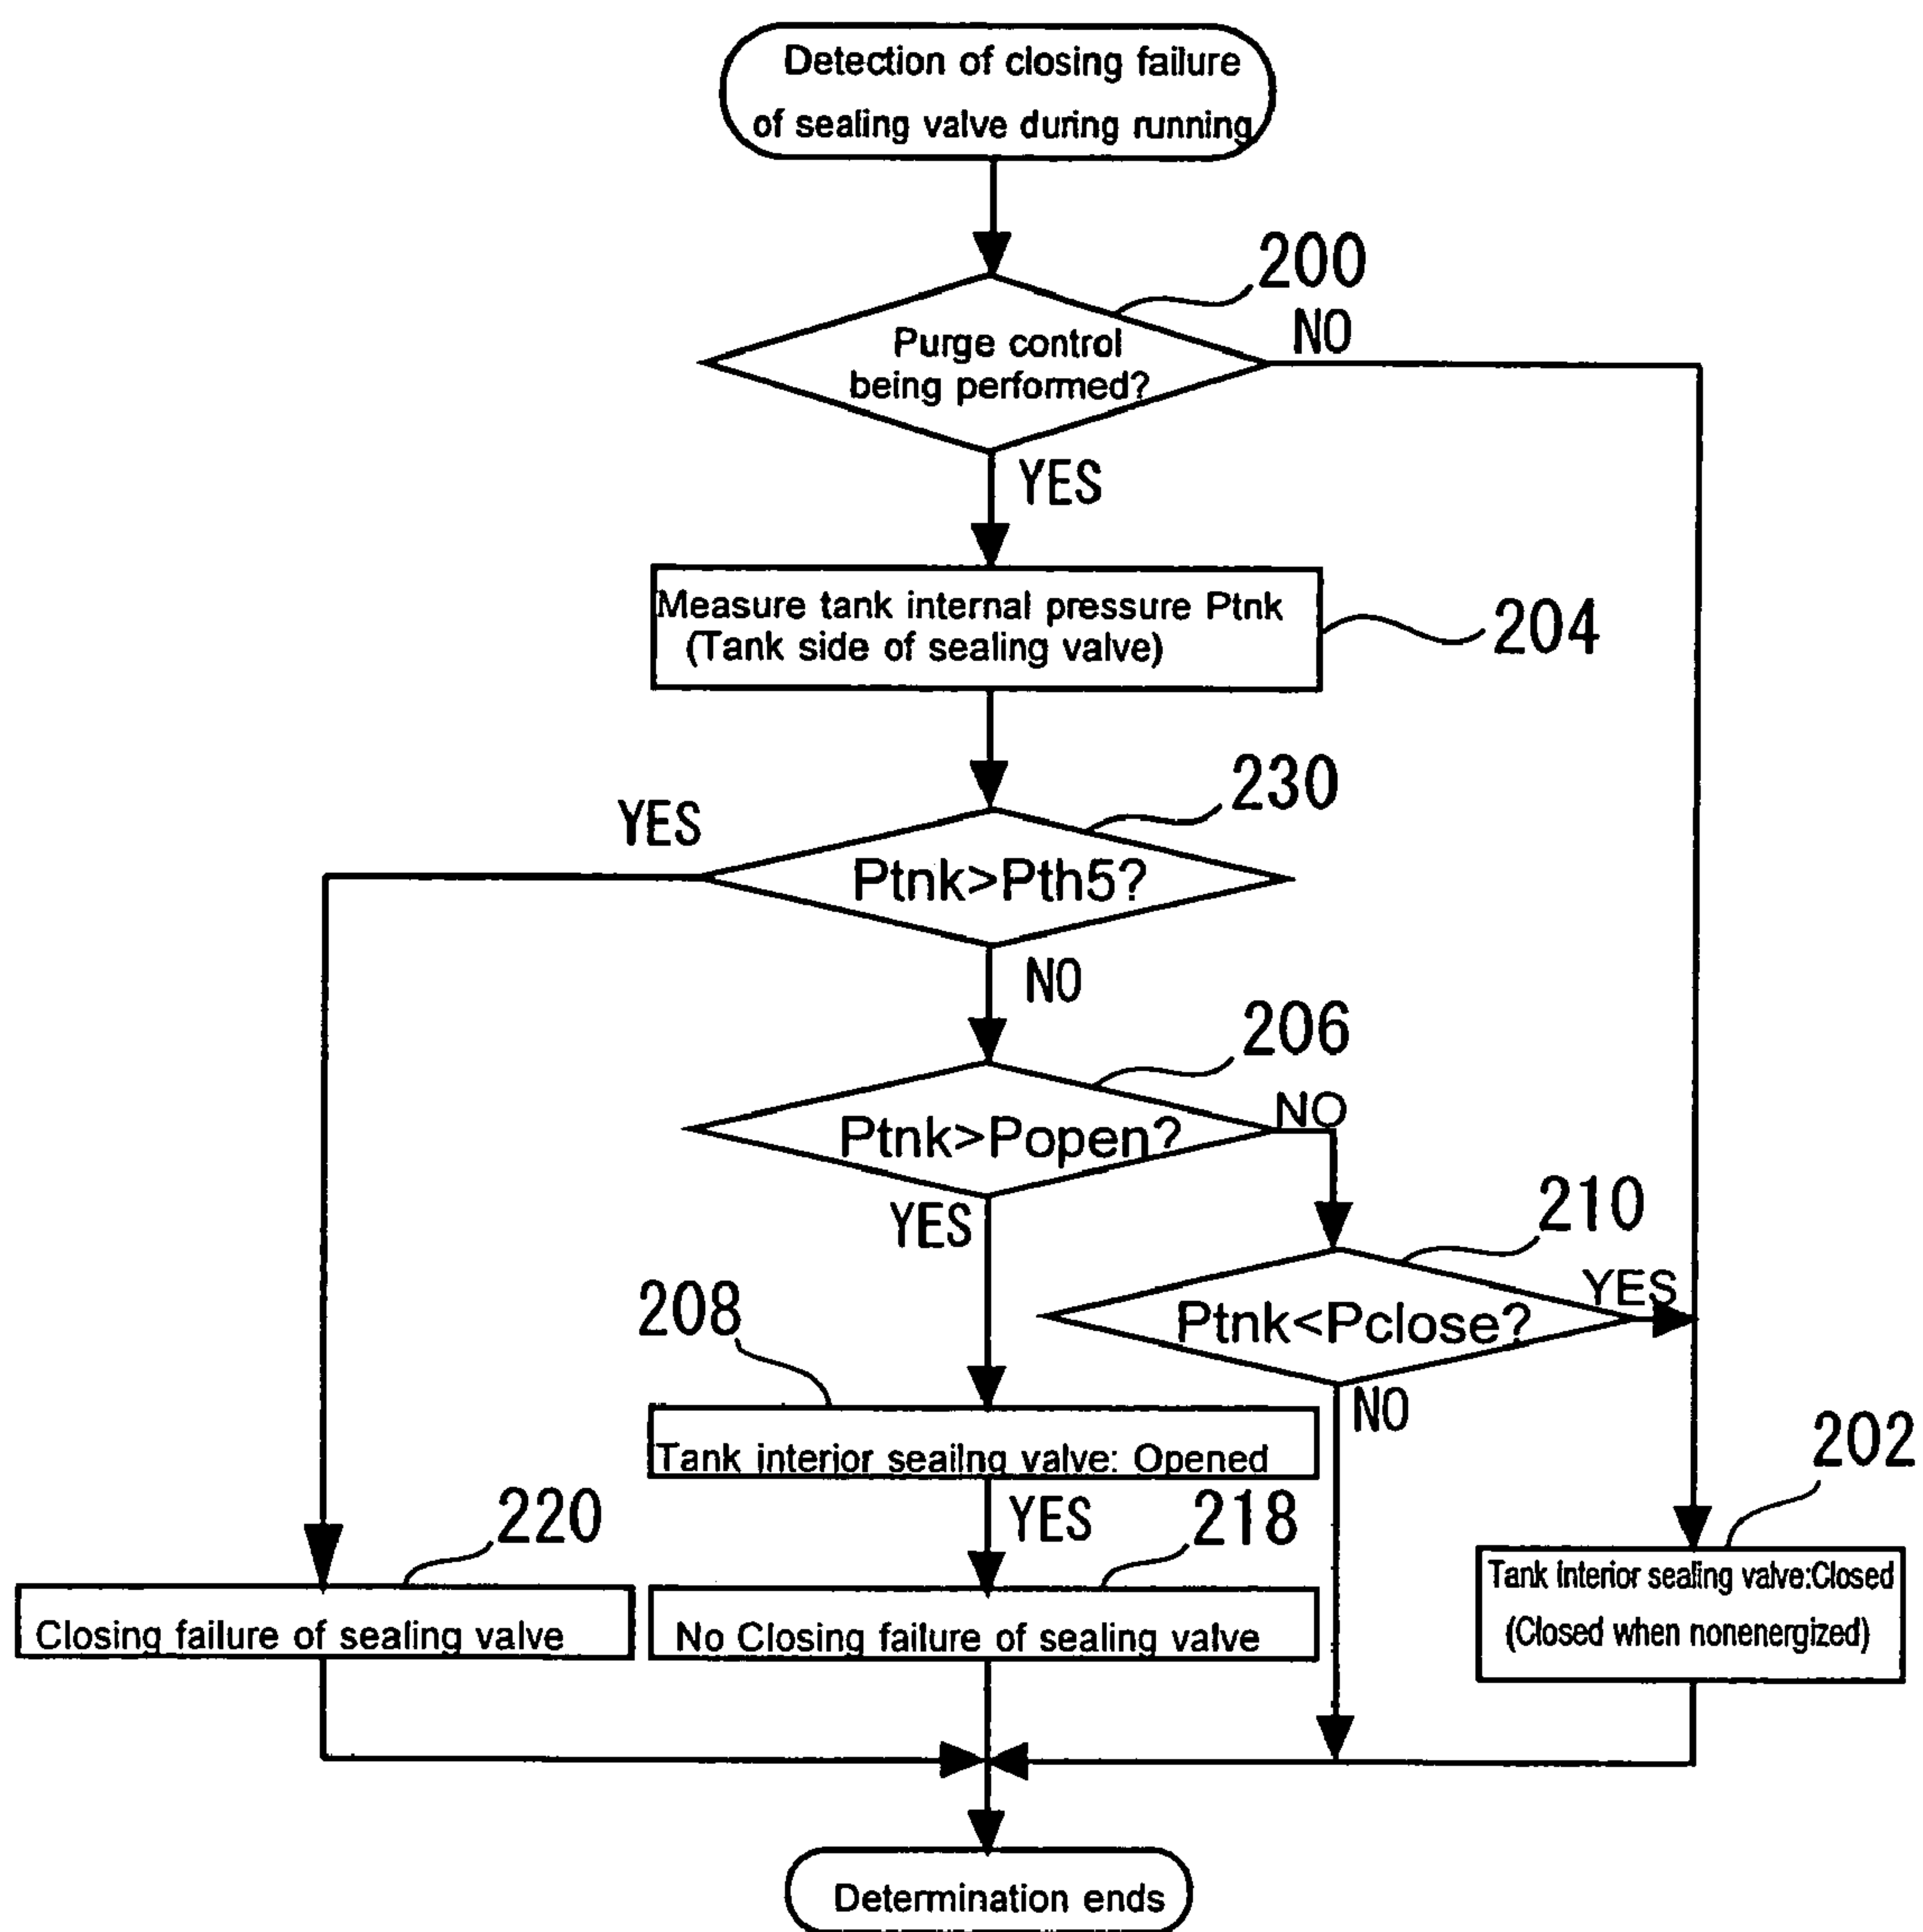 Detection of closing failure
of sealing valve during running
200
NO
Purge control
being performed?
YES
Measure tank internal pressure Ptnk
(Tank side of sealing valve)
204
230
YES
Ptnk>Pth5?
NO
206
NO
Ptnk>Popen?
YES
210
YES
Ptnk<Pclose?
NO
208
Tank interior seailng valve: Opened
202
YES
218
220
Tank interior sealing valve:Closed
(Closed when nonenergized)
Closing failure of sealing valve
No Closing failure of sealing valve
Determination ends